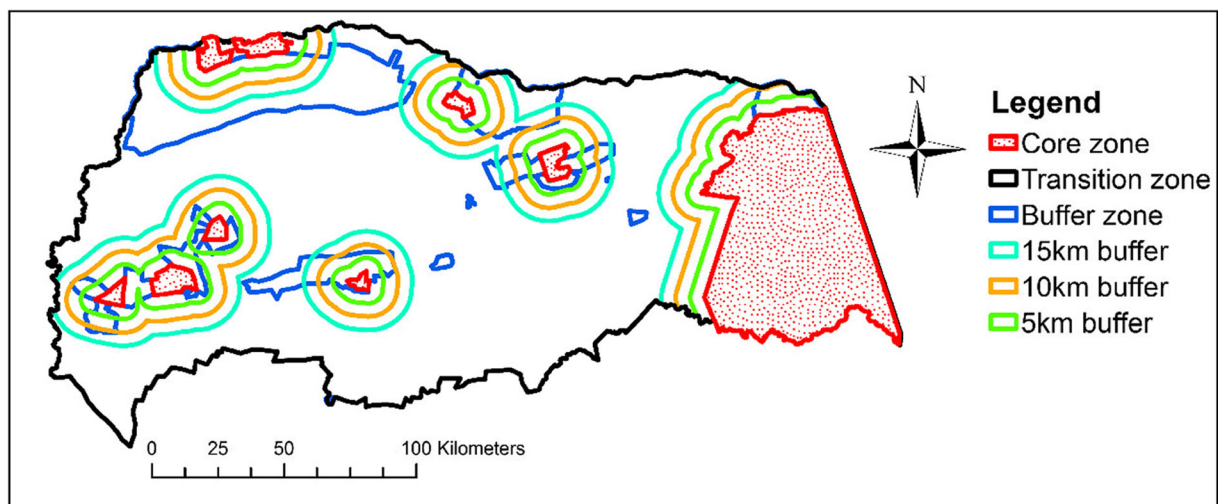 N
Legend
Core zone
Transition zone
Buffer zone
15km buffer
10km buffer
5km buffer
0 25 50 100 Kilometers